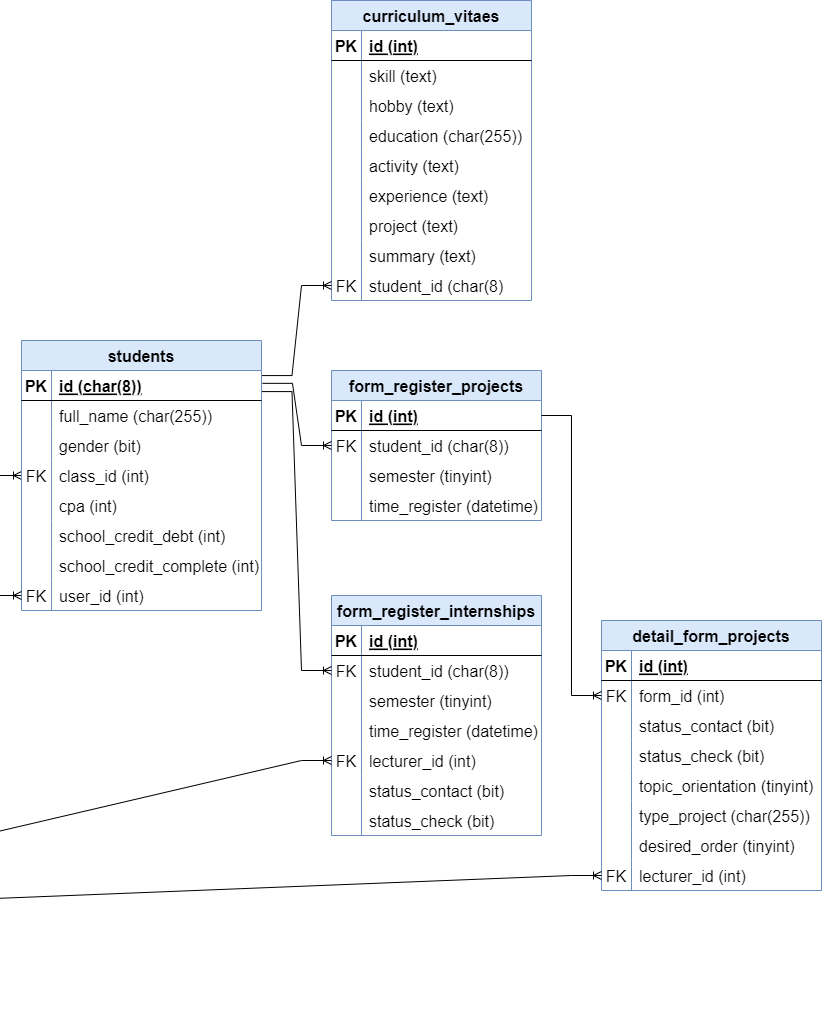 curriculum_vitaes
PK id (int)
skill (text)
hobby (text)
education (char(255))
activity (text)
experience (text)
project (text)
summary (text)
FK student_id (char(8)
students
PK id (char(8))
full_name (char(255))
gender (bit)
FK class_id (int)
cpa (int)
school_credit_debt (int)
school_credit_complete (int)
FK user_id (int)
form_register_projects
PK id (int)
FK student_id (char(8))
semester (tinyint)
time_register (datetime)
form_register_internships
PK id (int)
FK student_id (char(8))
semester (tinyint)
time_register (datetime)
FK lecturer_id (int)
status_contact (bit)
status_check (bit)
detail_form_projects
PK id (int)
FK form_id (int)
status_contact (bit)
status_check (bit)
topic_orientation (tinyint)
type_project (char(255))
desired_order (tinyint)
FK lecturer_id (int)